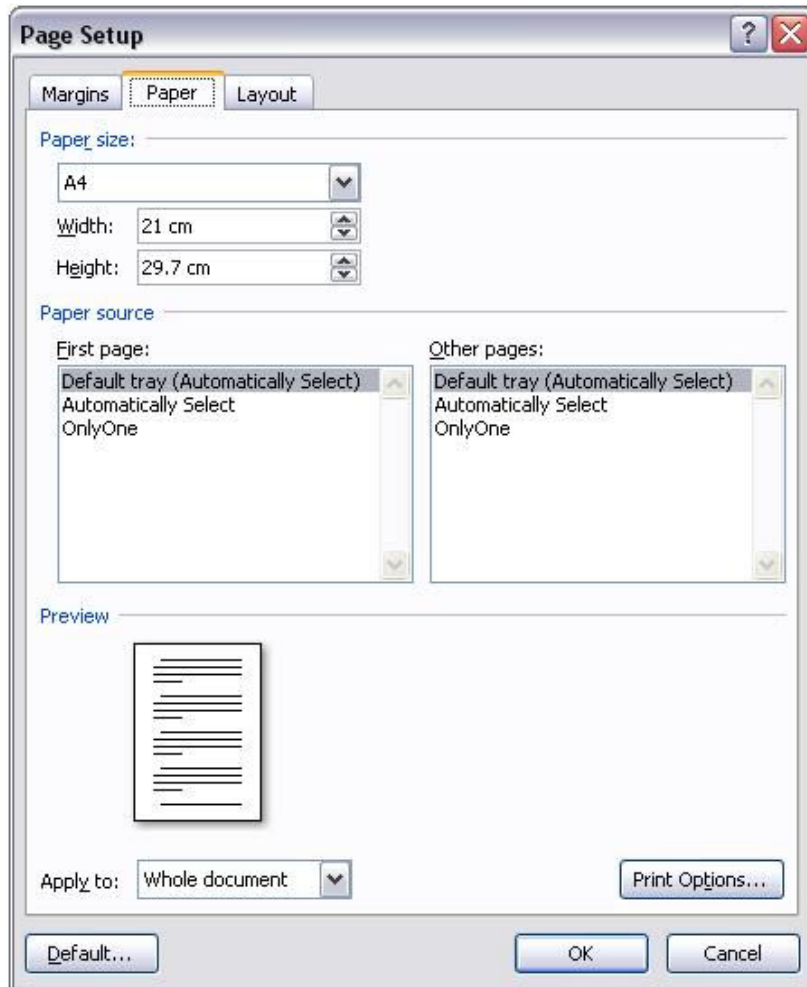 Page Setup
?
Margins Paper Layout
Paper size:
A4
Width: 21 cm
Height: 29.7 cm
Paper source
First page: Other pages:
Default tray (Automatically Select) Default tray (Automatically Select)
Automatically Select Automatically Select
OnlyOne OnlyOne
Preview
Apply to: Whole document Print Options...
Default... OK Cancel